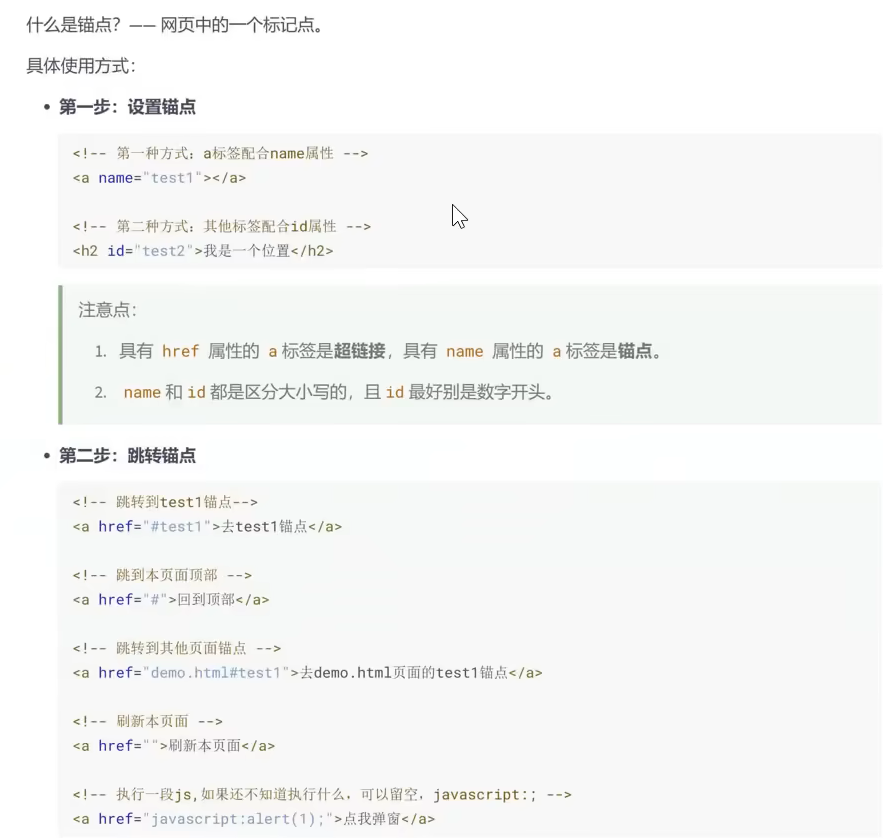 什么是锚点？—— 网页中的一个标记点。
具体使用方式：
• 第一步：设置锚点
<!-- 第一种方式：a标签配合name属性 -->
<a name="test1"></a>
<!-- 第二种方式：其他标签配合id属性 -->
<h2 id="test2">我是一个位置</h2>
注意点：
1. 具有 href 属性的 a 标签是超链接，具有 name 属性的 a 标签是锚点。
2. name 和 id 都是区分大小写的，且 id 最好别是数字开头。
• 第二步：跳转锚点
<!-- 跳转到test1锚点-->
<a href="#test1">去test1锚点</a>
<!-- 跳到本页面顶部 -->
<a href="#">回到顶部</a>
<!-- 跳转到其他页面锚点 -->
<a href="demo.html#test1">去demo.html页面的test1锚点</a>
<!-- 刷新本页面 -->
<a href="">刷新本页面</a>
<!-- 执行一段js,如果还不知道执行什么，可以留空，javascript:; -->
<a href="javascript:alert(1);">点我弹窗</a>